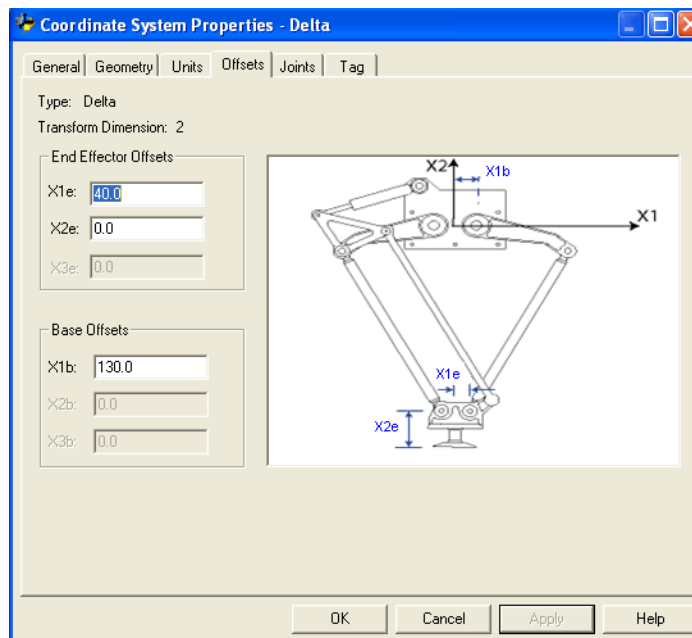 Coordinate System Properties - Delta
General Geometry Units Offsets Joints Tag
Type: Delta
Transform Dimension: 2
End Effector Offsets
X1e: 40.0
X2e: 0.0
X3e: 0.0
Base Offsets
X1b: 130.0
X2b: 0.0
X3b: 0.0
X2
X1b
X1
X1e
X2e
OK Cancel Apply Help